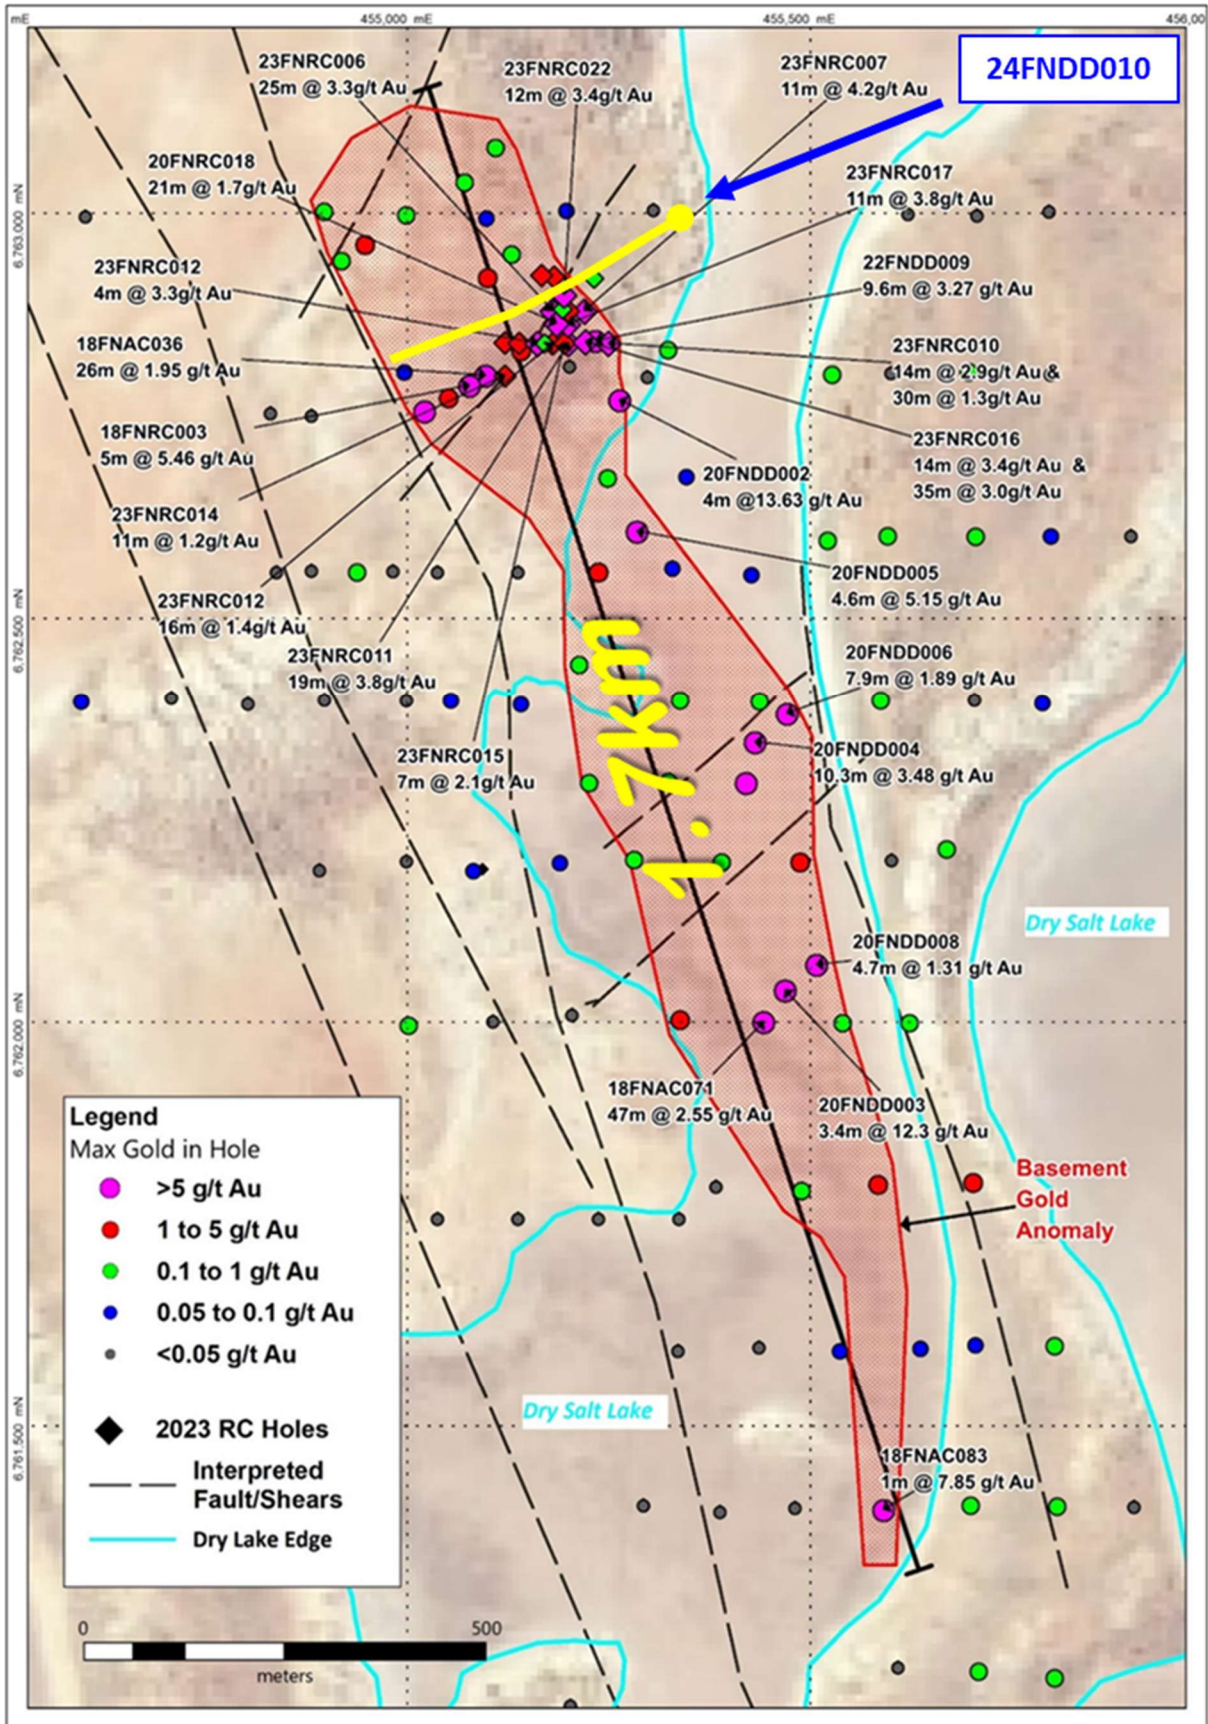 mE
455,000 mE
455,500 mE
456,00
24FNDD010
23FNRC006
25m @ 3.3g/t Au
23FNRC022
12m @ 3.4g/t Au
23FNRC007
11m @ 4.2g/t Au
20FNRC018
21m @ 1.7g/t Au
23FNRC017
11m @ 3.8g/t Au
6,763,000 mN
23FNRC012
4m @ 3.3g/t Au
22FNDD009
9.6m @ 3.27 g/t Au
18FNAC036
26m @ 1.95 g/t Au
23FNRC010
14m @ 2.9g/t Au &
30m @ 1.3g/t Au
18FNRC003
5m @ 5.46 g/t Au
23FNRC016
14m @ 3.4g/t Au &
35m @ 3.0g/t Au
20FNDD002
4m @13.63 g/t Au
23FNRC014
11m @ 1.2g/t Au
20FNDD005
4.6m @ 5.15 g/t Au
23FNRC012
16m @ 1.4g/t Au
6,762,500 mN
23FNRC011
19m @ 3.8g/t Au
20FNDD006
7.9m @ 1.89 g/t Au
1.7km
23FNRC015
7m @ 2.1g/t Au
20FNDD004
10.3m @ 3.48 g/t Au
Dry Salt Lake
20FNDD008
4.7m @ 1.31 g/t Au
6,762,000 mN
18FNAC071
47m @ 2.55 g/t Au
20FNDD003
3.4m @ 12.3 g/t Au
Basement
Gold
Anomaly
Legend
Max Gold in Hole
>5 g/t Au
1 to 5 g/t Au
0.1 to 1 g/t Au
0.05 to 0.1 g/t Au
<0.05 g/t Au
2023 RC Holes
Interpreted
Fault/Shears
Dry Lake Edge
Dry Salt Lake
6,761,500 mN
18FNAC083
1m @ 7.85 g/t Au
0
500
meters